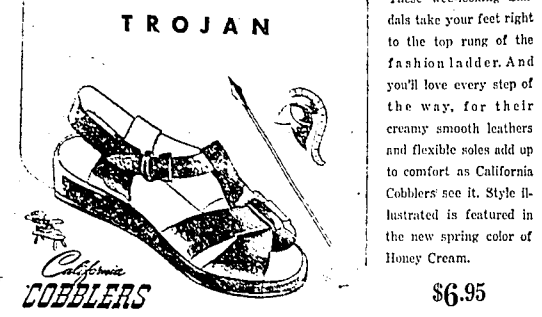 TROJAN
These
dals take your feet right
to the top rung of the
fashion ladder. And
you'll love every step of
the way, for their
creamy smooth leathers
and flexible soles add up
to comfort as California
Cobblers see it. Style il-
lustrated is featured in
the new spring color of
Honey Cream.
$6.95
California
COBBLERS